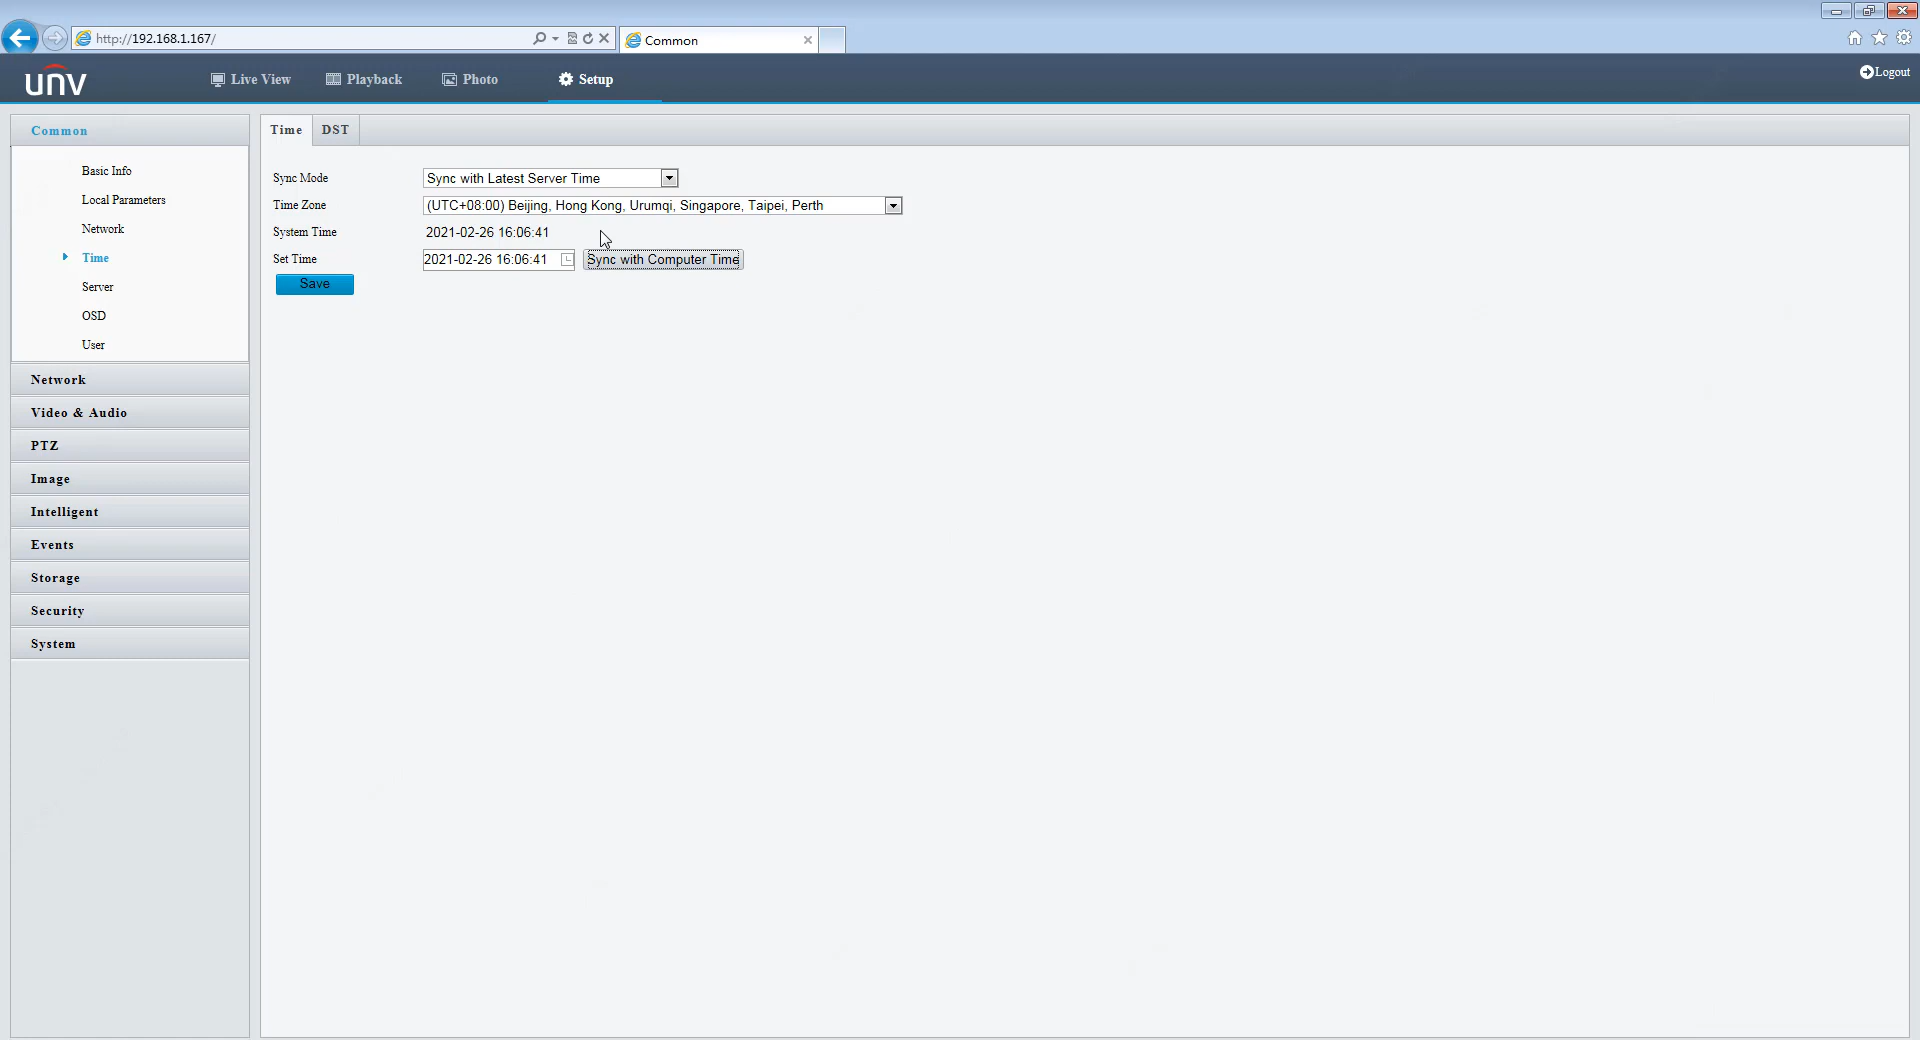 http://192.168.1.167/
Common
unv
Live View
Playback
Photo
Setup
Logout
Common
Basic Info
Local Parameters
Network
Time
Server
OSD
User
Network
Video & Audio
PTZ
Image
Intelligent
Events
Storage
Security
System
Time DST
Sync Mode Sync with Latest Server Time
Time Zone (UTC+08:00) Beijing, Hong Kong, Urumqi, Singapore, Taipei, Perth
System Time 2021-02-26 16:06:41
Set Time 2021-02-26 16:06:41 Sync with Computer Time
Save